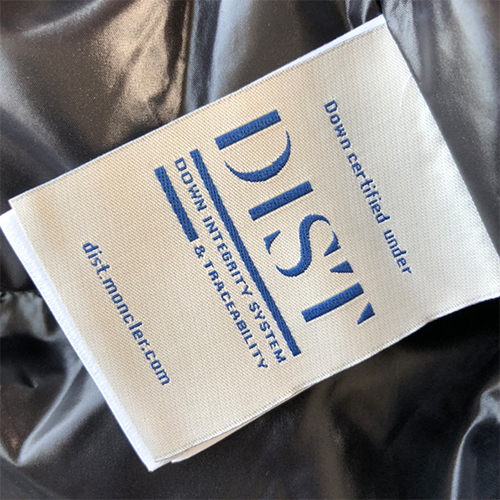 Down certified under
DIST
DOWN INTEGRITY SYSTEM
& TRACEABILITY
dist.moncler.com